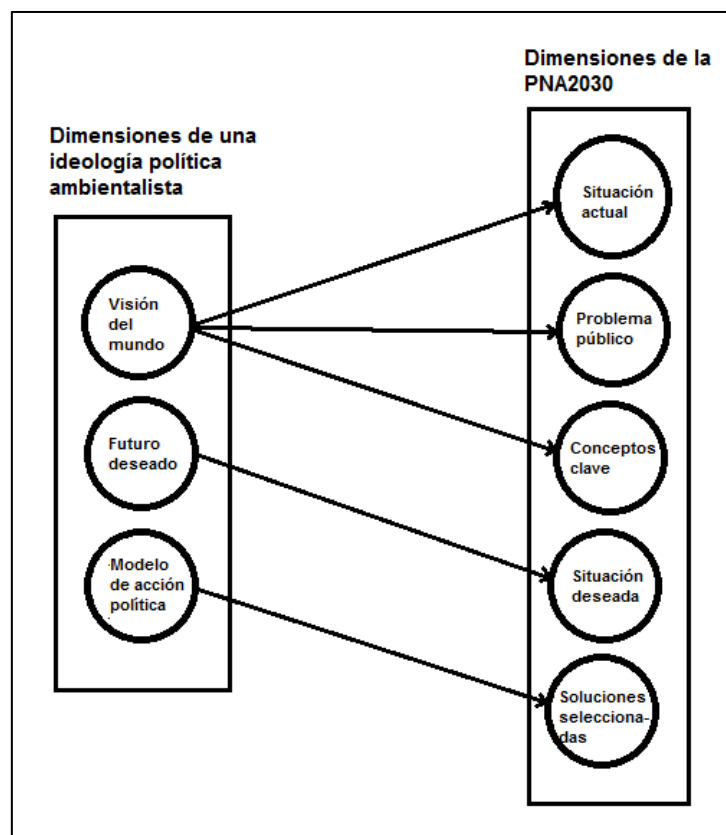 Dimensiones de la
PNA2030
Dimensiones de una
ideología política
ambientalista
Situación
actual
Visión
del
mundo
Problema
público
Futuro
deseado
Conceptos
clave
Modelo
de acción
política
Situación
deseada
Soluciones
selecciona-
das